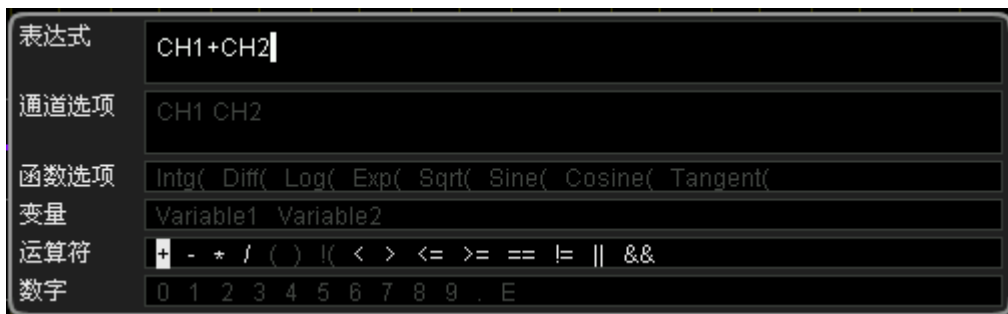 表达式 CH1+CH2
通道选项 CH1 CH2
函数选项 Intg( Diff( Log( Exp( Sqrt( Sine( Cosine( Tangent(
变量 Variable1 Variable2
运算符 + - * / ( ) !( < > <= >= == != || &&
数字 0 1 2 3 4 5 6 7 8 9 . E